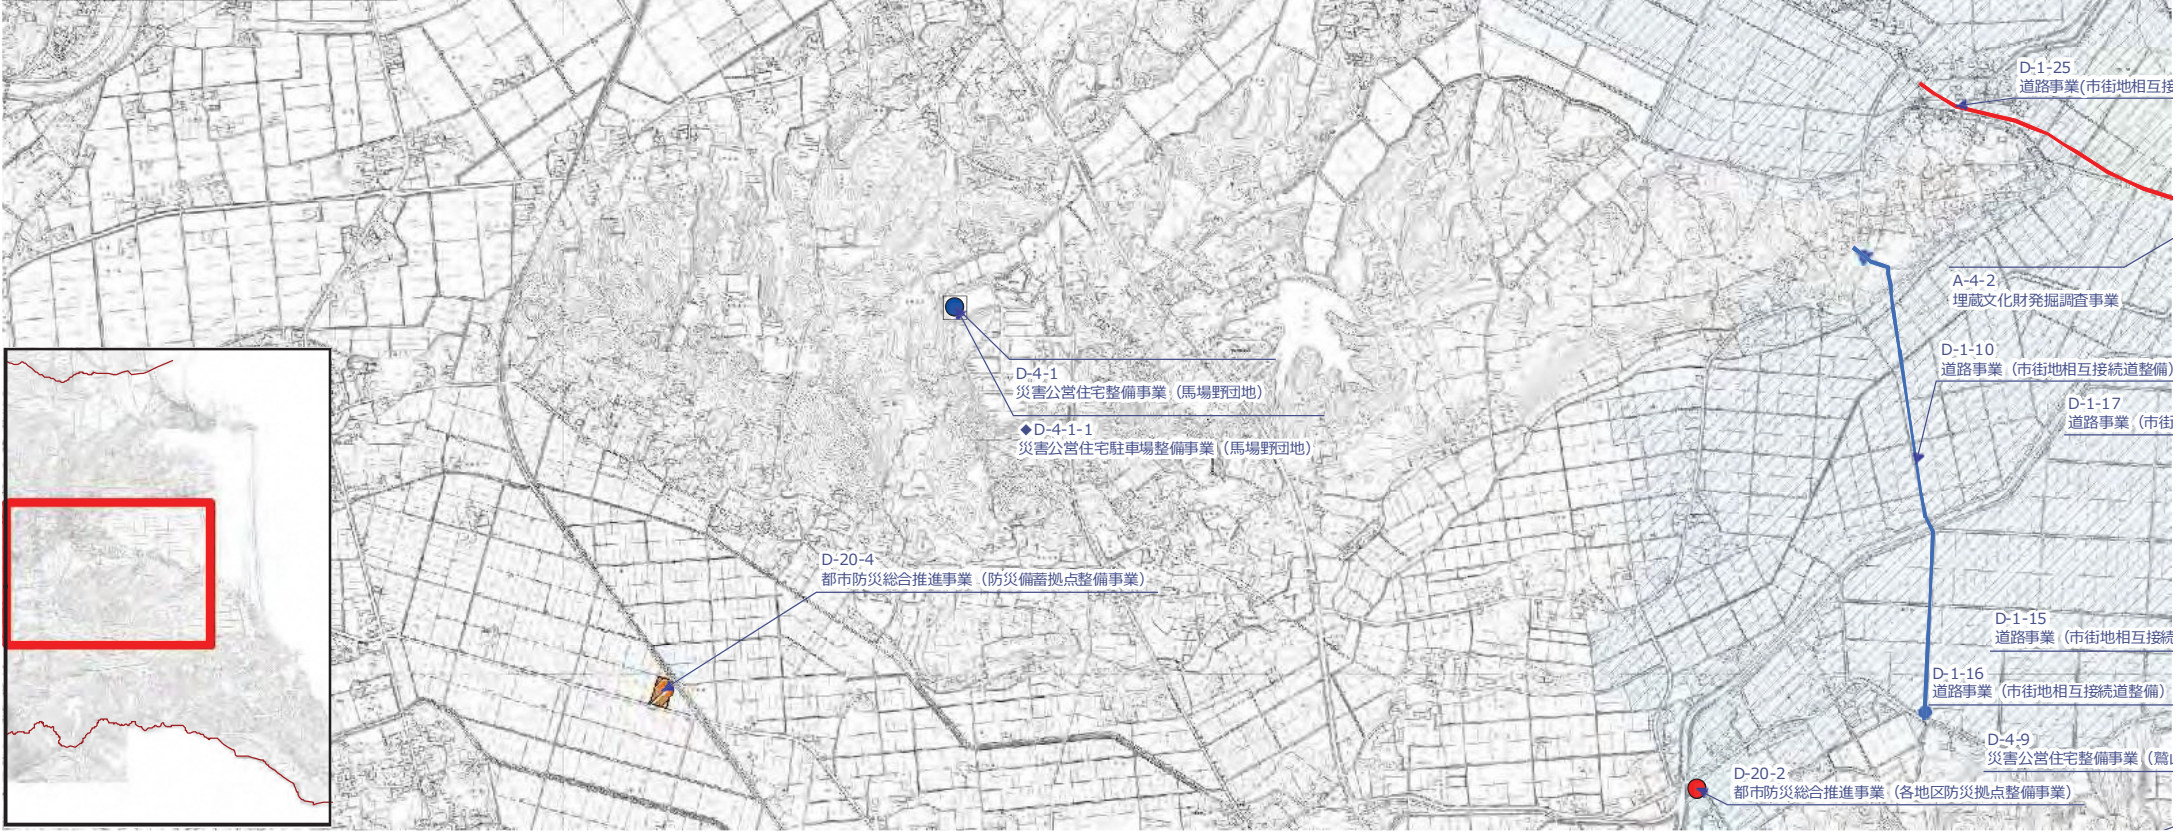 D-1-25
道路事業(市街地相互接
A-4-2
埋蔵文化財発掘調査事業
D-1-10
道路事業（市街地相互接続道整備）
D-4-1
災害公営住宅整備事業（馬場野団地）
D-1-17
道路事業（市街
◆D-4-1-1
災害公営住宅駐車場整備事業（馬場野団地）
D-20-4
都市防災総合推進事業（防災備蓄拠点整備事業）
D-1-15
道路事業（市街地相互接続
D-1-16
道路事業（市街地相互接続道整備）
D-4-9
災害公営住宅整備事業（鷲
D-20-2
都市防災総合推進事業（各地区防災拠点整備事業）